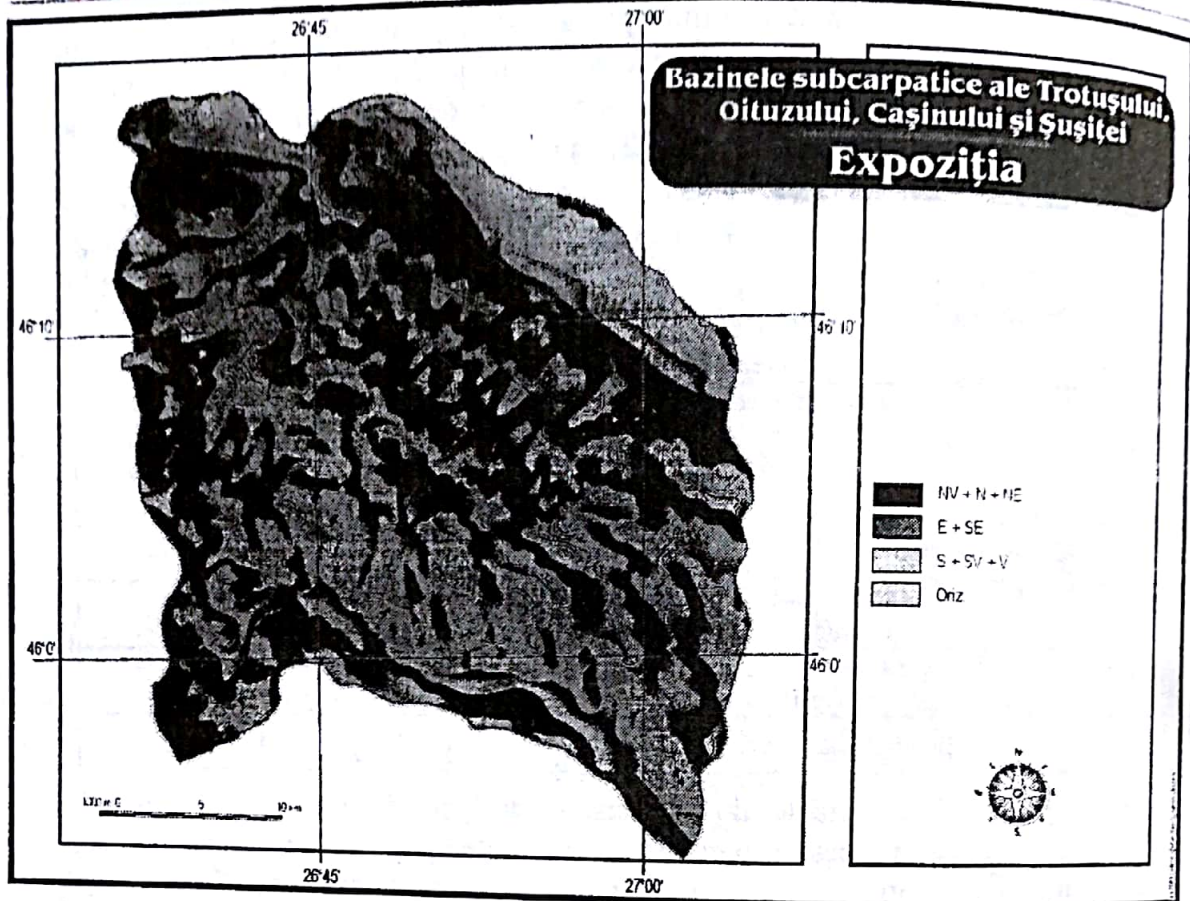 26°45'
27°00'
Bazinele subcarpatice ale Trotuşului,
Oituzului, Caşinului şi Şuşiţei
Expoziţia
46°10'
46°10'
NV + N + NE
E + SE
S + SV + V
Oriz
46°0'
46°0'
0 5 10 km
26°45'
27°00'